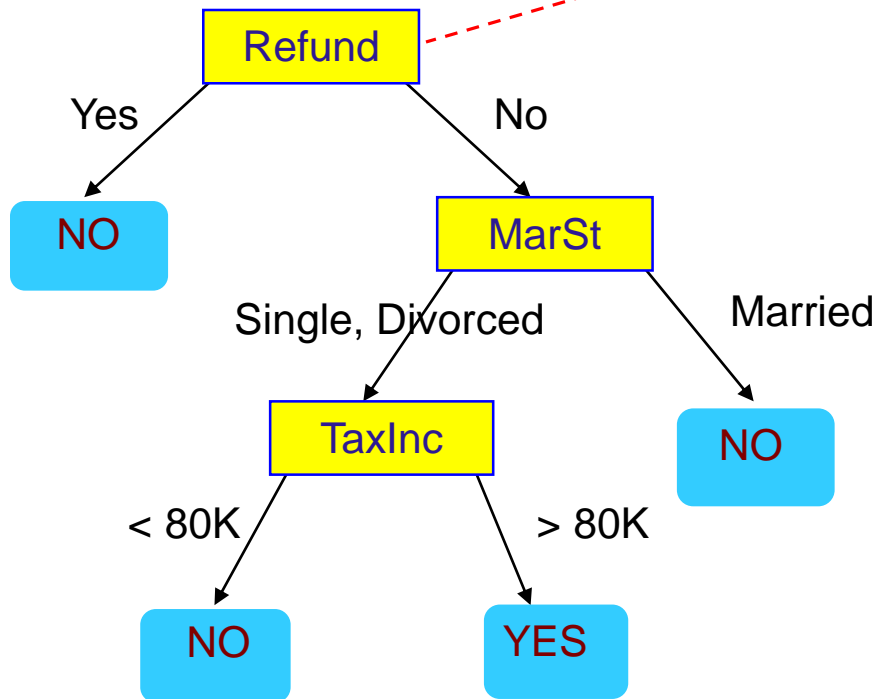 Refund
Yes
No
NO
MarSt
Single, Divorced
Married
TaxInc
NO
< 80K
> 80K
NO
YES